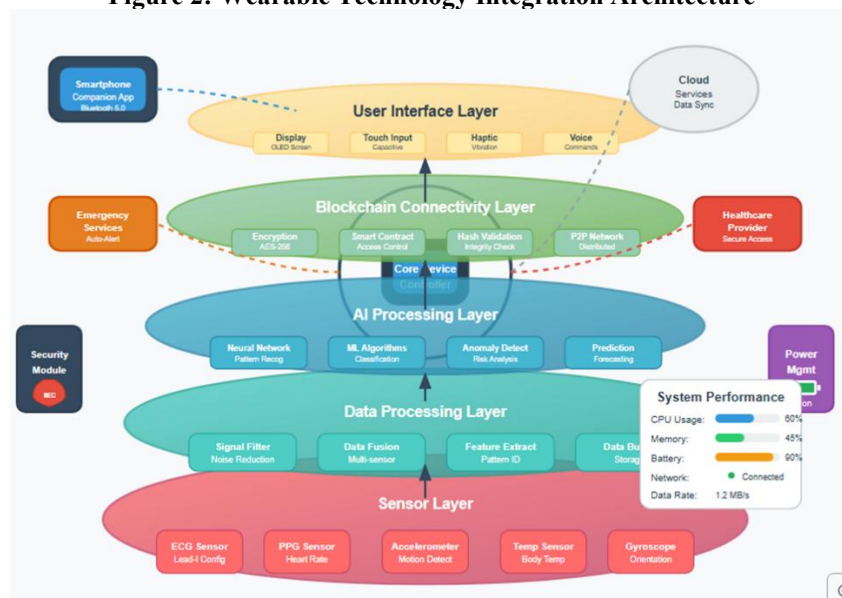 Figure 2: Wearable Technology Integration Architecture
Smartphone
Companion App
Bluetooth 5.0
Cloud
Services
Data Sync
User Interface Layer
Display
OLED Screen
Touch Input
Capacitive
Haptic
Vibration
Voice
Commands
Emergency
Services
Auto-Alert
Blockchain Connectivity Layer
Encryption
AES-256
Smart Contract
Access Control
Hash Validation
Integrity Check
P2P Network
Distributed
Healthcare
Provider
Secure Access
Core Device
Controller
AI Processing Layer
Neural Network
Pattern Recog
ML Algorithms
Classification
Anomaly Detect
Risk Analysis
Prediction
Forecasting
Security
Module
SEC
Power
Mgmt
Data Processing Layer
Signal Filter
Noise Reduction
Data Fusion
Multi-sensor
Feature Extract
Pattern ID
Data
System Performance
CPU Usage: 60%
Memory: 45%
Battery: 90%
Network: Connected
Data Rate: 1.2 MB/s
Sensor Layer
ECG Sensor
Lead-I Config
PPG Sensor
Heart Rate
Accelerometer
Motion Detect
Temp Sensor
Body Temp
Gyroscope
Orientation